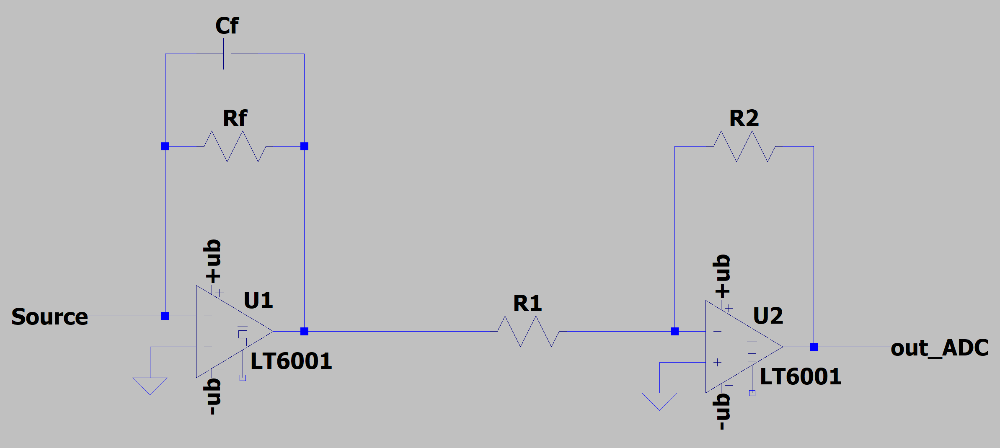 Cf
Rf
R2
+ub
+ub
U1
R1
U2
Source
out_ADC
LT6001
LT6001
-ub
-ub